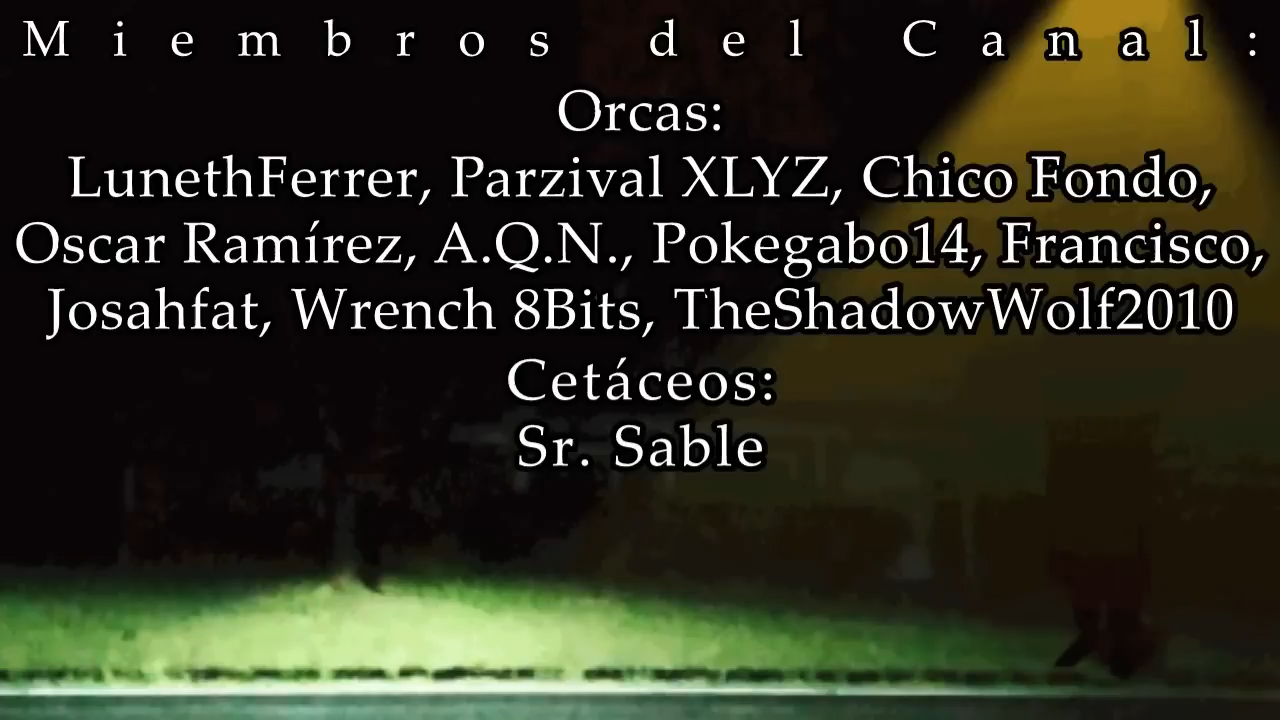 Miembros del Canal:
Orcas:
LunethFerrer, Parzival XLYZ, Chico Fondo,
Oscar Ramírez, A.Q.N., Pokegabo14, Francisco,
Josahfat, Wrench 8Bits, TheShadowWolf2010
Cetáceos:
Sr. Sable